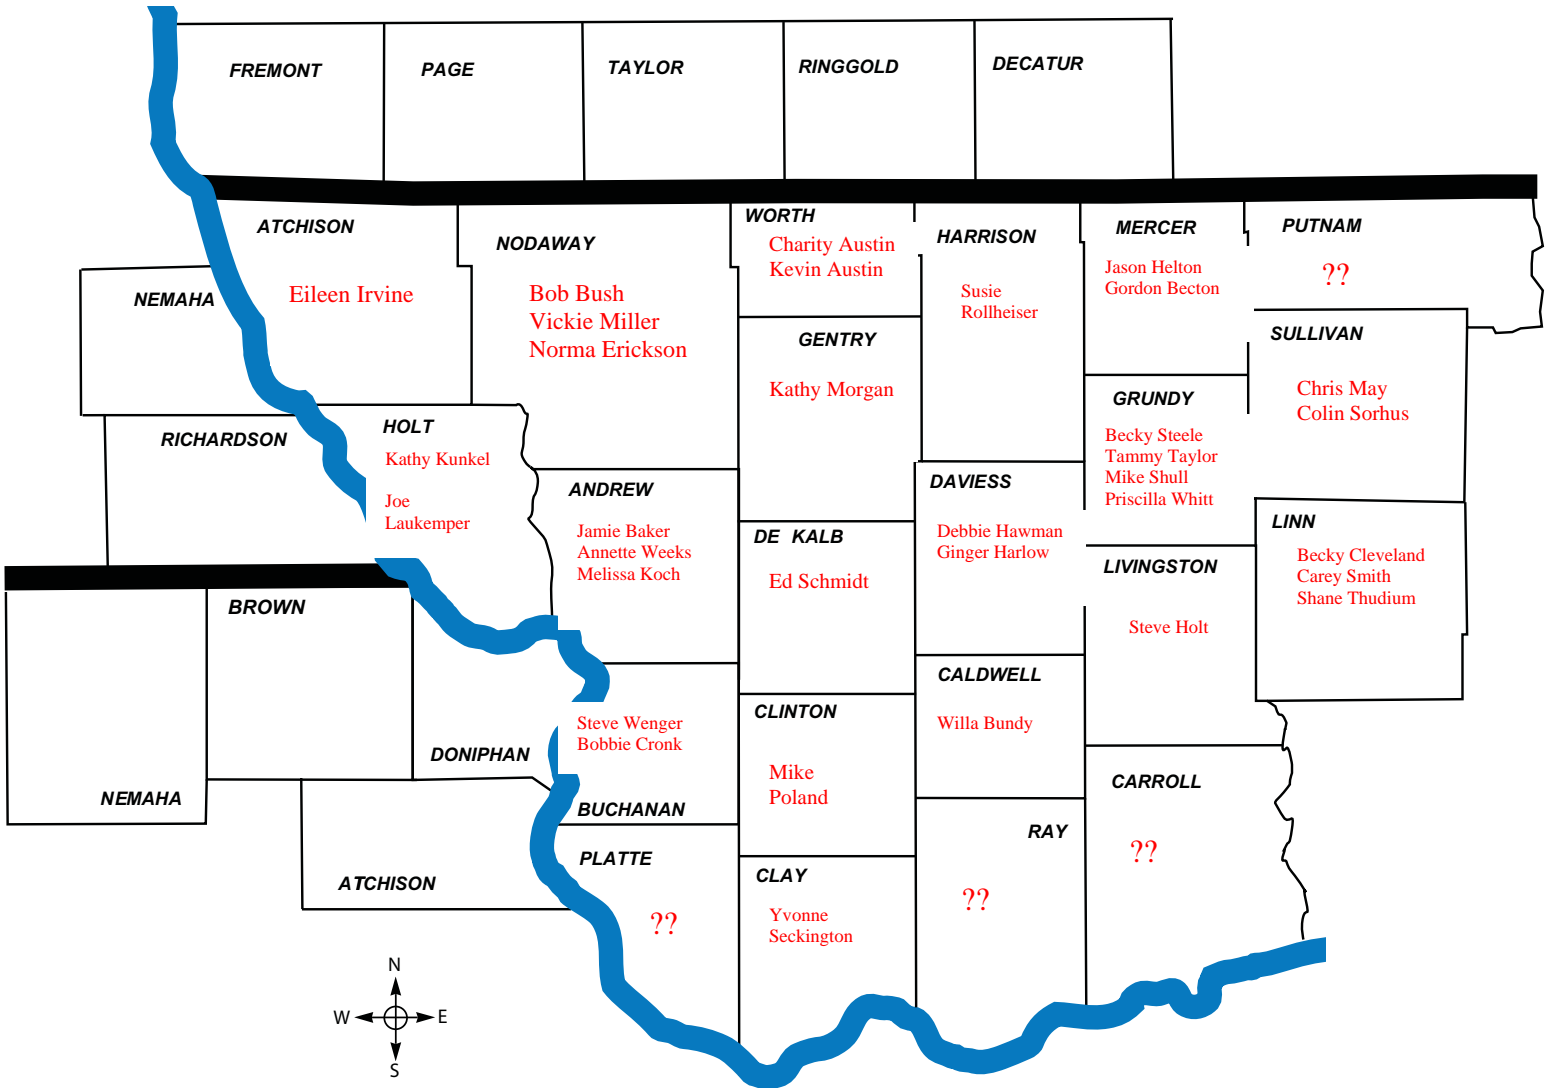 FREMONT
PAGE
TAYLOR
RINGGOLD
DECATUR
ATCHISON
Eileen Irvine
NODAWAY
Bob Bush
Vickie Miller
Norma Erickson
WORTH
Charity Austin
Kevin Austin
HARRISON
Susie
Rollheiser
MERCER
Jason Helton
Gordon Becton
PUTNAM
??
NEMAHA
GENTRY
Kathy Morgan
SULLIVAN
Chris May
Colin Sorhus
RICHARDSON
HOLT
Kathy Kunkel
Joe
Laukemper
GRUNDY
Becky Steele
Tammy Taylor
Mike Shull
Priscilla Whitt
ANDREW
Jamie Baker
Annette Weeks
Melissa Koch
DE KALB
Ed Schmidt
DAVIESS
Debbie Hawman
Ginger Harlow
LIVINGSTON
Steve Holt
LINN
Becky Cleveland
Carey Smith
Shane Thudium
BROWN
NEMAHA
DONIPHAN
Steve Wenger
Bobbie Cronk
BUCHANAN
CLINTON
Mike
Poland
CALDWELL
Willa Bundy
CARROLL
??
RAY
??
ATCHISON
PLATTE
??
CLAY
Yvonne
Seckington
N
W
E
S